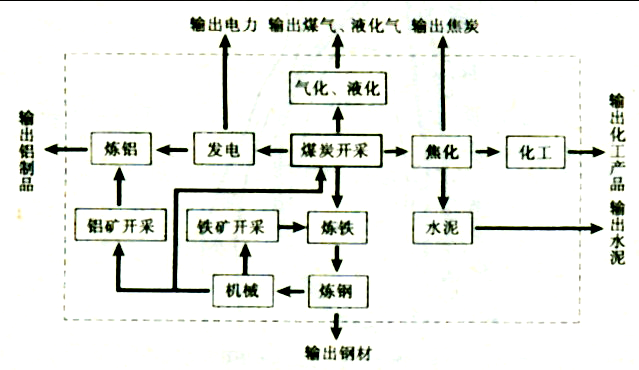 输出电力 输出煤气、液化气 输出焦炭
气化、液化
输出铝制品
炼铝
发电
煤炭开采
焦化
化工
输出化工产品
铝矿开采
铁矿开采
炼铁
水泥
输出水泥
机械
炼钢
输出钢材